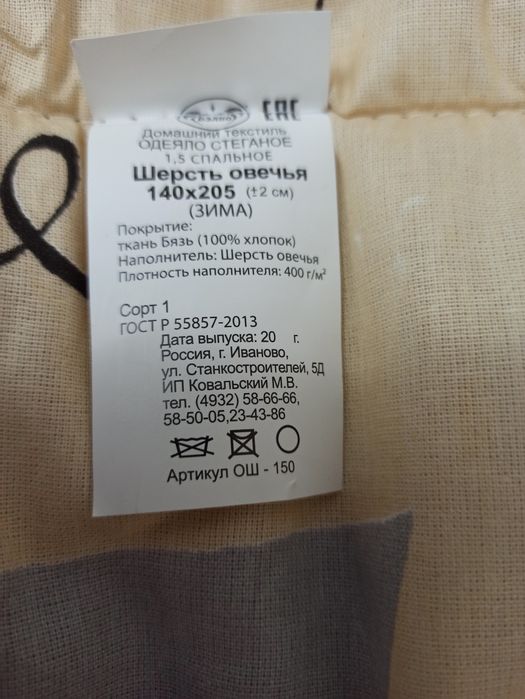 ЕАС
Домашний текстиль
ОДЕЯЛО СТЕГАНОЕ
1,5 СПАЛЬНОЕ
Шерсть овечья
140x205 (±2 см)
(ЗИМА)
Покрытие:
ткань Бязь (100% хлопок)
Наполнитель: Шерсть овечья
Плотность наполнителя: 400 г/м²
Сорт 1
ГОСТ Р 55857-2013
Дата выпуска: 20 г.
Россия, г. Иваново,
ул. Станкостроителей, 5Д
ИП Ковальский М.В.
тел. (4932) 58-66-66,
58-50-05,23-43-86
Артикул ОШ - 150